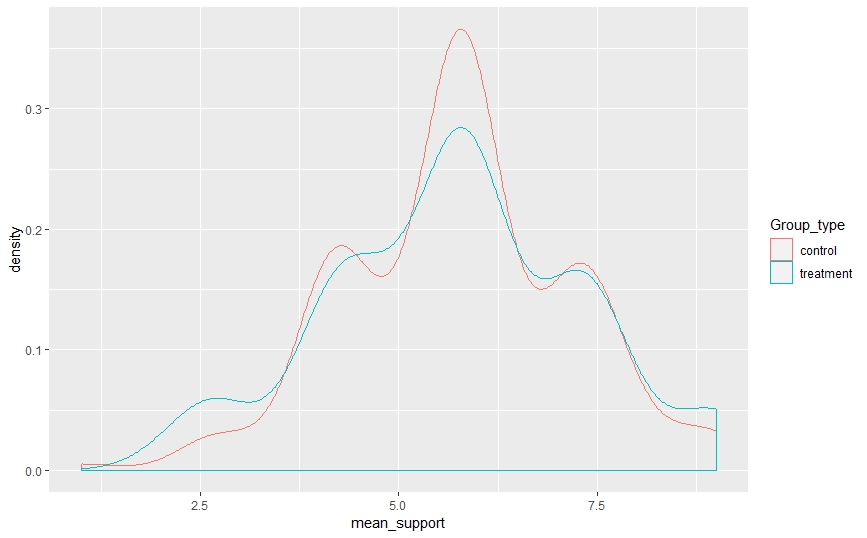 density
0.3
0.2
0.1
0.0
2.5
5.0
7.5
mean_support
Group_type
control
treatment